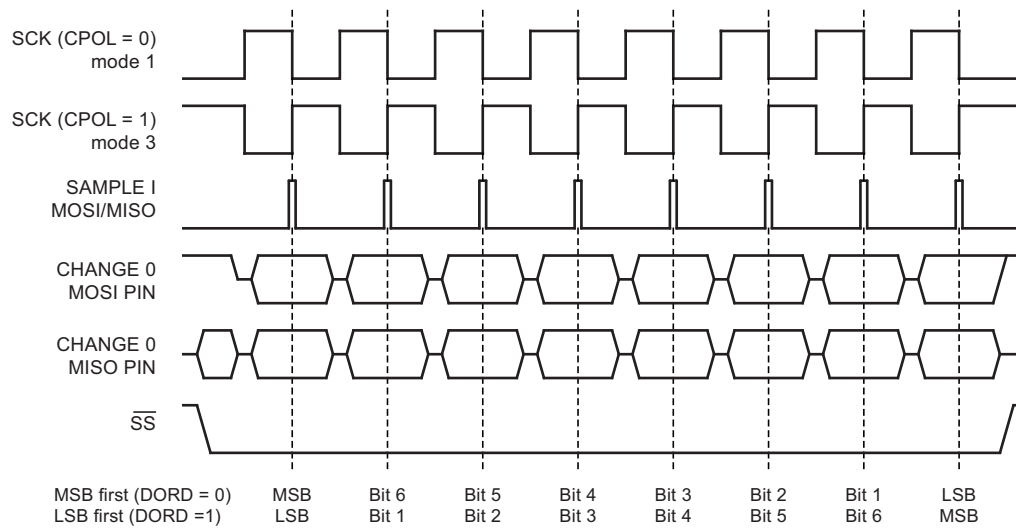 SCK (CPOL = 0)
mode 1
SCK (CPOL = 1)
mode 3
SAMPLE I
MOSI/MISO
CHANGE 0
MOSI PIN
CHANGE 0
MISO PIN
SS
MSB first (DORD = 0) MSB Bit 6 Bit 5 Bit 4 Bit 3 Bit 2 Bit 1 LSB
LSB first (DORD =1) LSB Bit 1 Bit 2 Bit 3 Bit 4 Bit 5 Bit 6 MSB